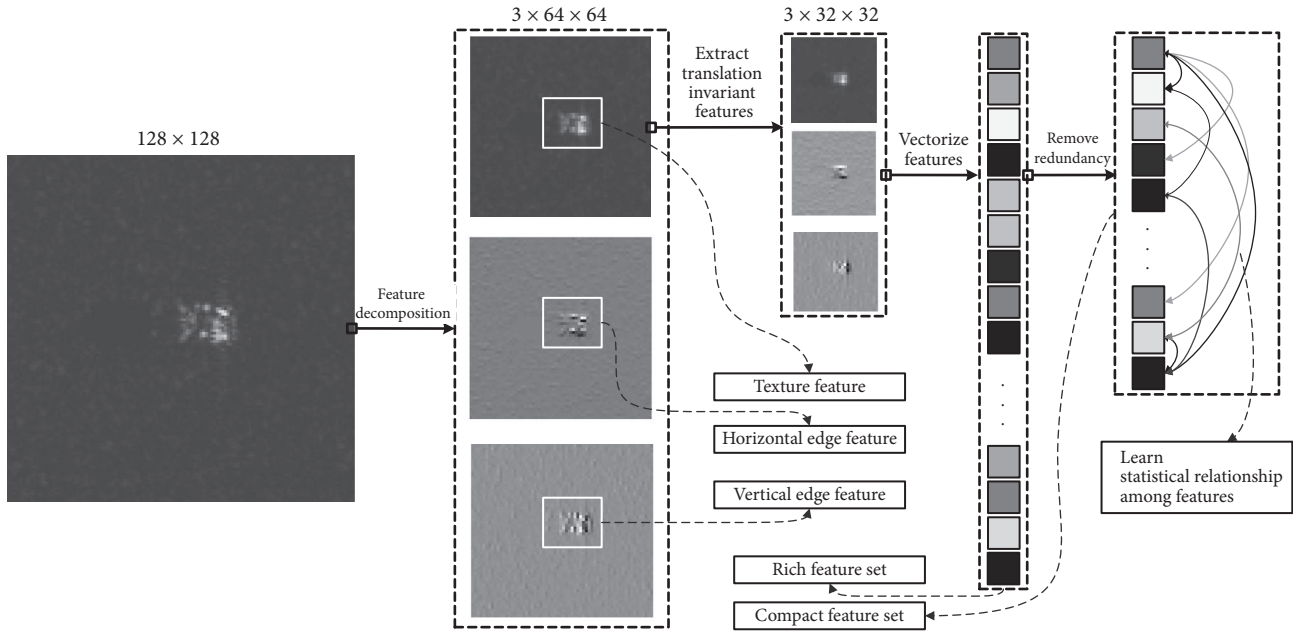 128 × 128
Feature
decomposition
3 × 64 × 64
Extract
translation
invariant
features
3 × 32 × 32
Vectorize
features
Remove
redundancy
Texture feature
Horizontal edge feature
Vertical edge feature
Rich feature set
Compact feature set
Learn
statistical relationship
among features